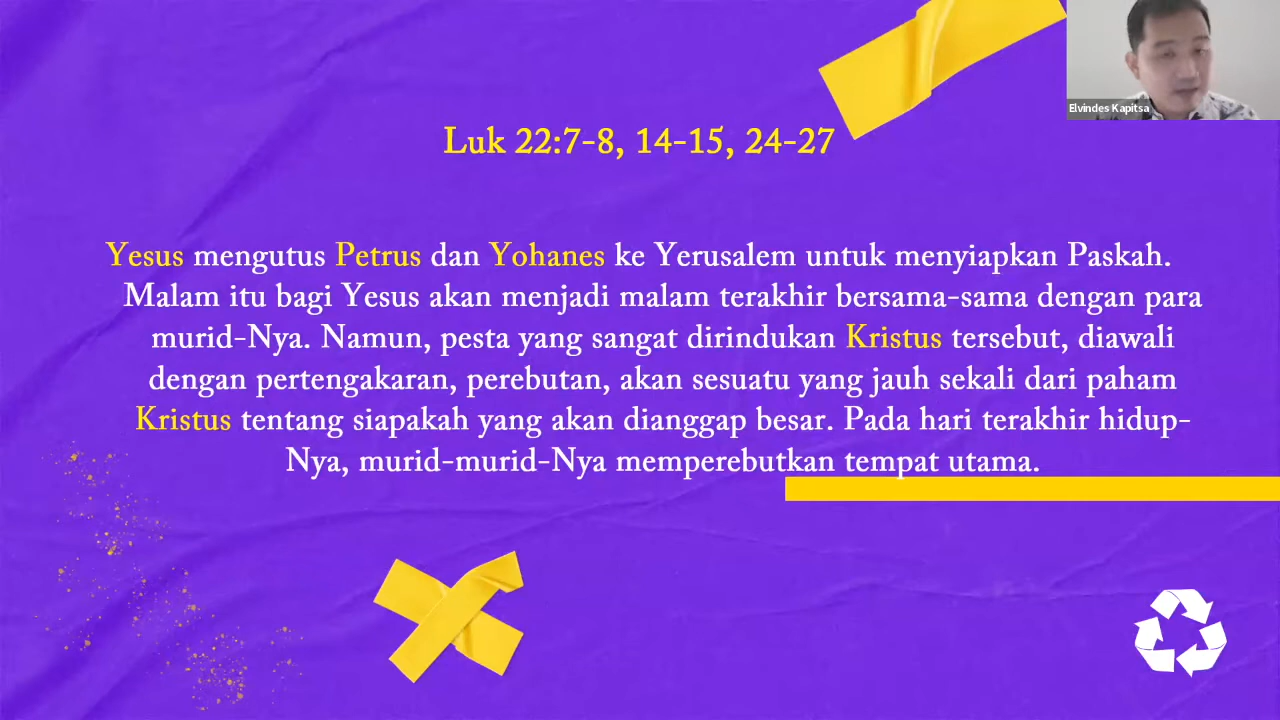 Elvindes Kapitsa
Luk 22:7-8, 14-15, 24-27
Yesus mengutus Petrus dan Yohanes ke Yerusalem untuk menyiapkan Paskah.
Malam itu bagi Yesus akan menjadi malam terakhir bersama-sama dengan para
murid-Nya. Namun, pesta yang sangat dirindukan Kristus tersebut, diawali
dengan pertengakaran, perebutan, akan sesuatu yang jauh sekali dari paham
Kristus tentang siapakah yang akan dianggap besar. Pada hari terakhir hidup-
Nya, murid-murid-Nya memperebutkan tempat utama.